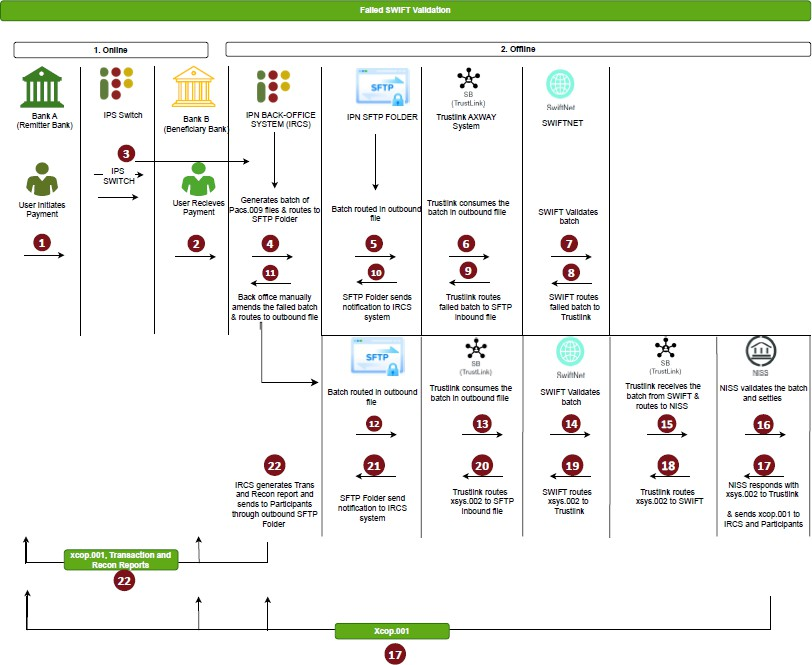 Failed SWIFT Validation
1. Online
2. Offline
Bank A
(Remitter Bank)
IPS Switch
Bank B
(Beneficiary Bank)
IPN BACK-OFFICE
SYSTEM (IRCS)
SFTP
IPN SFTP FOLDER
SB
(TrustLink)
Trustlink AXWAY
System
SwiftNet
SWIFTNET
3
IPS
SWITCH
User Initiates
Payment
User Recieves
Payment
Generates batch of
Pacs.009 files & routes to
SFTP Folder
Batch routed in outbound
file
Trustlink consumes the
batch in outbound file
SWIFT Validates
batch
1
2
4
5
6
7
11
10
9
8
Back office manually
amends the failed batch
& routes to outbound file
SFTP Folder sends
notification to IRCS
system
Trustlink routes
failed batch to SFTP
Inbound file
SWIFT routes
failed batch to
Trustlink
SFTP
SB
(TrustLink)
SwiftNet
SB
(TrustLink)
NISS
Batch routed in outbound
file
Trustlink consumes the
batch in outbound file
SWIFT Validates
batch
Trustlink receives the
batch from SWIFT &
routes to NISS
NISS validates the batch
and settles
12
13
14
15
16
22
21
20
19
18
17
IRCS generates Trans
and Recon report and
sends to Participants
through outbound SFTP
Folder
SFTP Folder send
notification to IRCS
system
Trustlink routes
xsys.002 to SFTP
Inbound file
SWIFT routes
xsys.002 to
Trustlink
Trustlink routes
xsys.002 to SWIFT
NISS responds with
xsys.002 to Trustlink
& sends xcop.001 to
IRCS and Participants
xcop.001, Transaction and
Recon Reports
22
Xcop.001
17